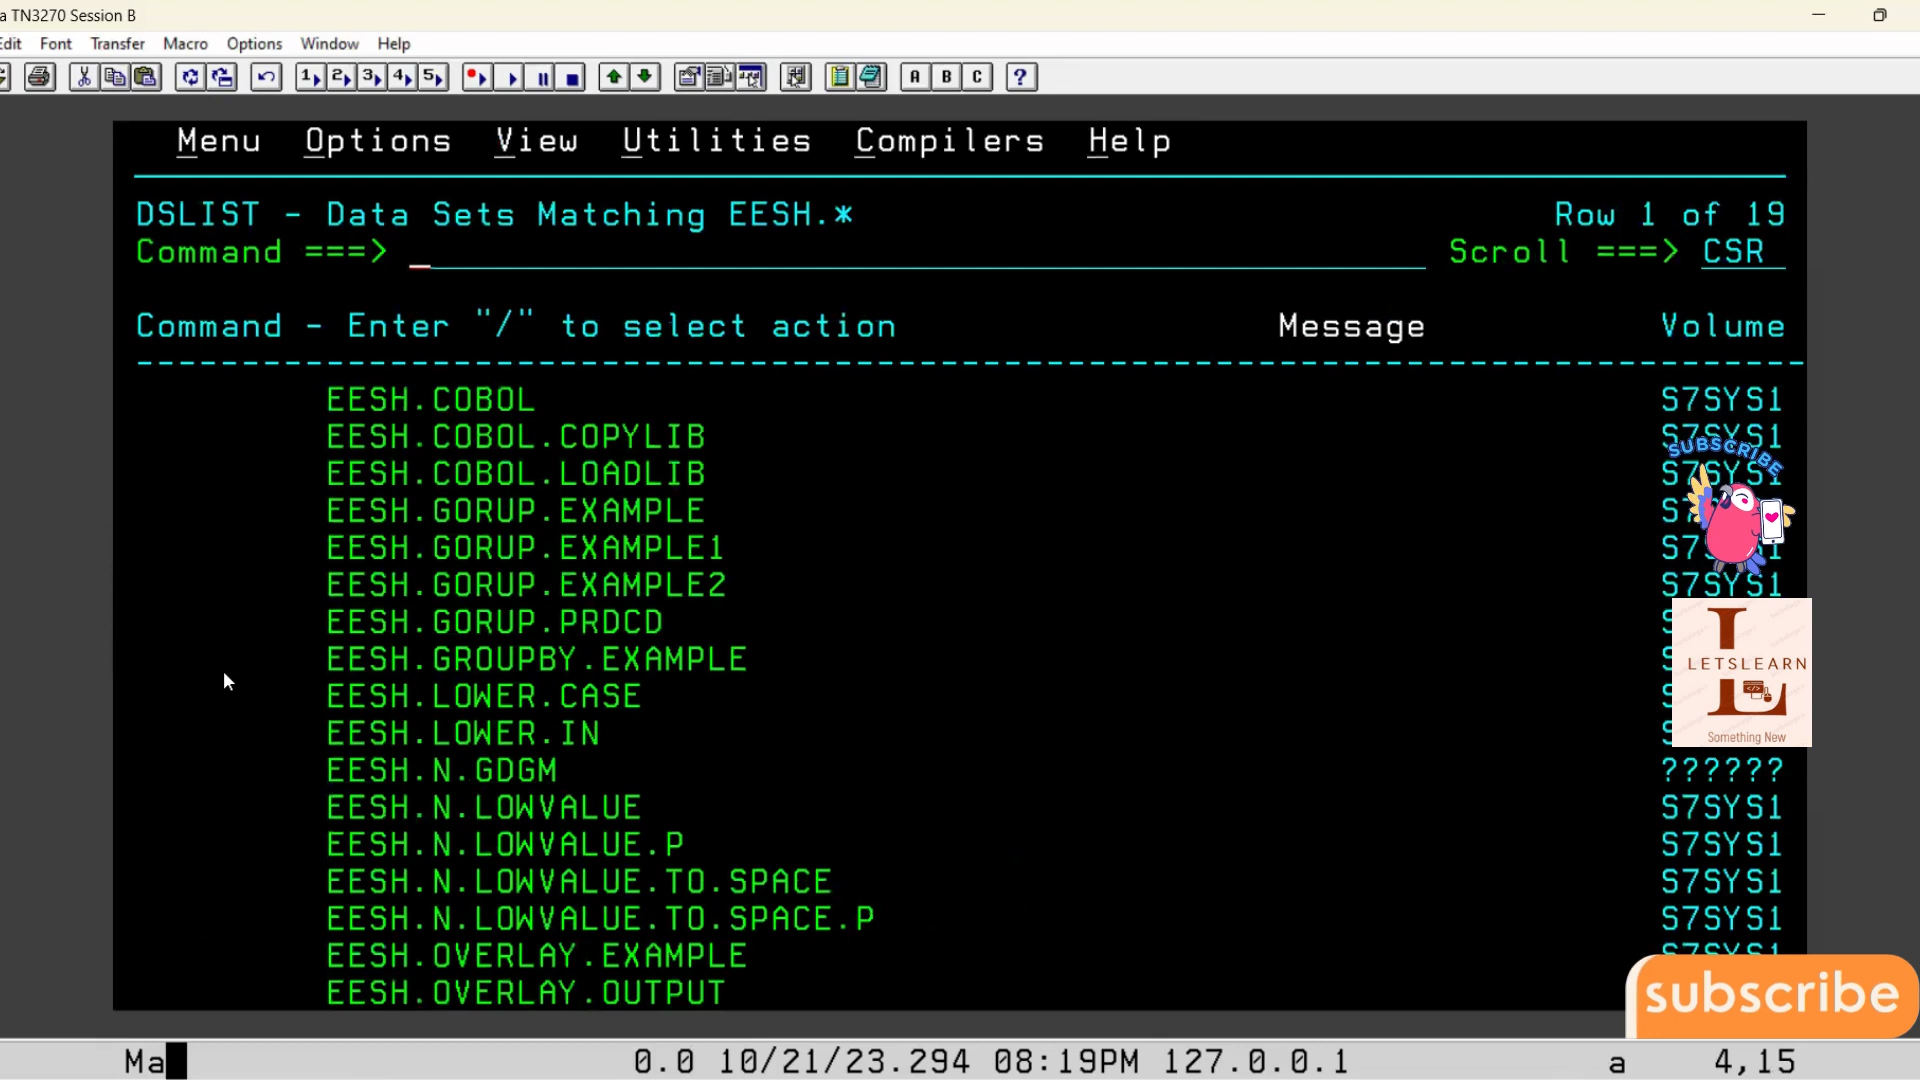 a TN3270 Session B
Edit Font Transfer Macro Options Window Help
1 2 3 4 5 A B C ?
Menu Options View Utilities Compilers Help
DSLIST - Data Sets Matching EESH.* Row 1 of 19
Command ===> Scroll ===> CSR
Command - Enter "/" to select action Message Volume
EESH.COBOL S7SYS1
EESH.COBOL.COPYLIB S7SYS1
EESH.COBOL.LOADLIB S7SYS1
SUBSCRIBE
EESH.GORUP.EXAMPLE
EESH.GORUP.EXAMPLE1
EESH.GORUP.EXAMPLE2 S7SYS1
EESH.GORUP.PRDCD
EESH.GROUPBY.EXAMPLE
EESH.LOWER.CASE
EESH.LOWER.IN
L
LETSLEARN
L
Something New
EESH.N.GDGM ??????
EESH.N.LOWVALUE S7SYS1
EESH.N.LOWVALUE.P S7SYS1
EESH.N.LOWVALUE.TO.SPACE S7SYS1
EESH.N.LOWVALUE.TO.SPACE.P S7SYS1
EESH.OVERLAY.EXAMPLE S7SYS1
EESH.OVERLAY.OUTPUT
subscribe
Ma 0.0 10/21/23.294 08:19PM 127.0.0.1 a 4,15